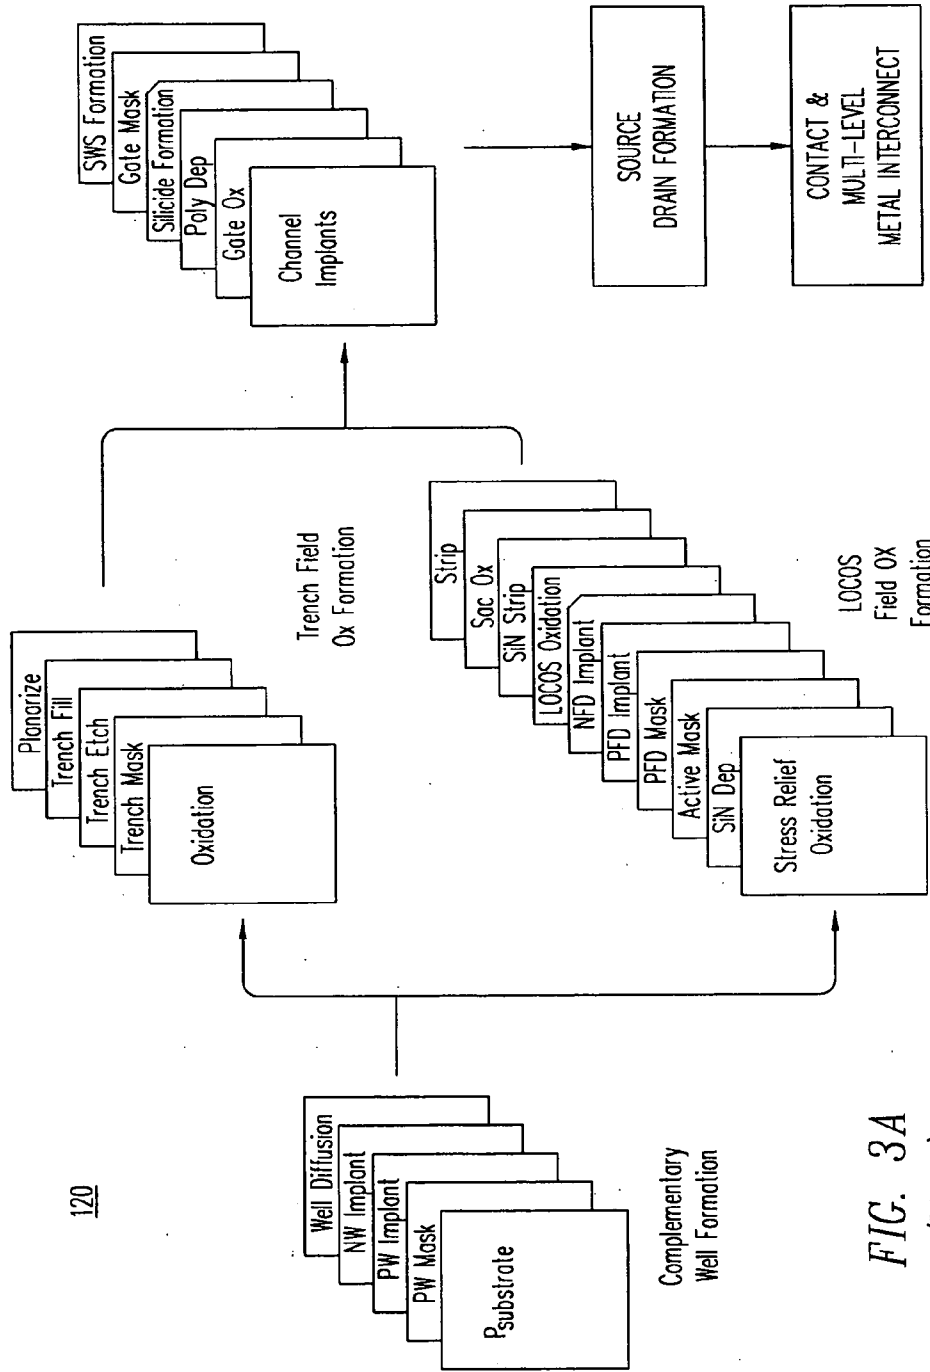 120
P substrate
PW Mask
PW Implant
NW Implant
Well Diffusion
Complementary
Well Formation
Oxidation
Trench Mask
Trench Etch
Trench Fill
Planarize
Trench Field
Ox Formation
Stress Relief
Oxidation
SiN Dep
Active Mask
PFD Mask
PFD Implant
NFD Implant
LOCOS Oxidation
SiN Strip
Sac Ox
Strip
LOCOS
Field OX
Formation
Channel
Implants
Gate Ox
Poly Dep
Silicide Formation
Gate Mask
SWS Formation
SOURCE
DRAIN FORMATION
CONTACT &
MULTI-LEVEL
METAL INTERCONNECT
FIG. 3A